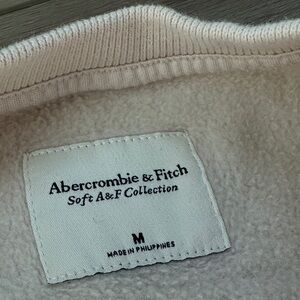 Abercrombie & Fitch
Soft A&F Collection
M
MADE IN PHILIPPINES